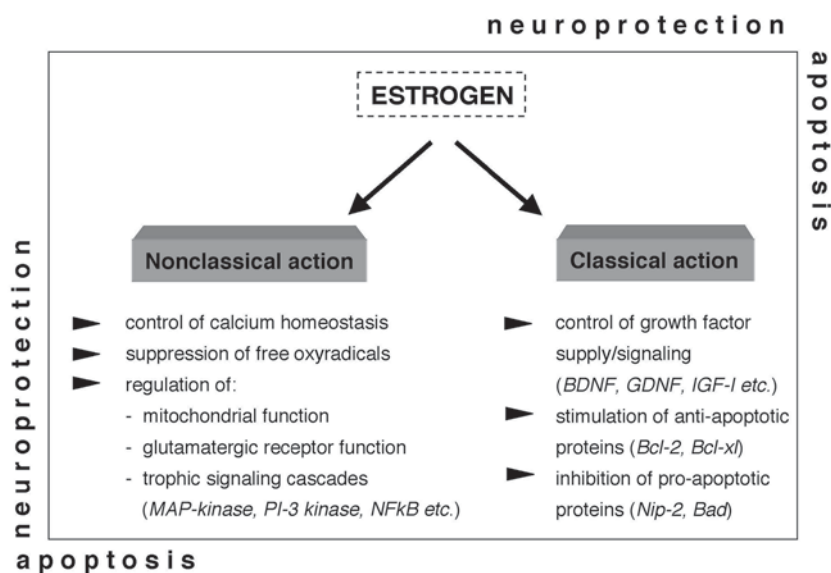 neuroprotection
apoptosis
ESTROGEN
neuroprotection
apoptosis
Nonclassical action
control of calcium homeostasis
suppression of free oxyradicals
regulation of:
- mitochondrial function
- glutamatergic receptor function
- trophic signaling cascades
(MAP-kinase, PI-3 kinase, NFkB etc.)
Classical action
control of growth factor
supply/signaling
(BDNF, GDNF, IGF-I etc.)
stimulation of anti-apoptotic
proteins (Bcl-2, Bcl-xl)
inhibition of pro-apoptotic
proteins (Nip-2, Bad)